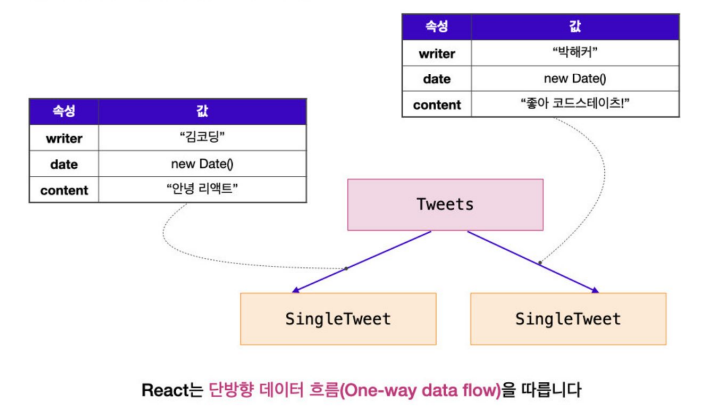 속성 값
writer “박해커”
date new Date()
content “좋아 코드스테이츠!”
속성 값
writer “김코딩”
date new Date()
content “안녕 리액트”
Tweets
SingleTweet SingleTweet
React는 단방향 데이터 흐름(One-way data flow)을 따릅니다